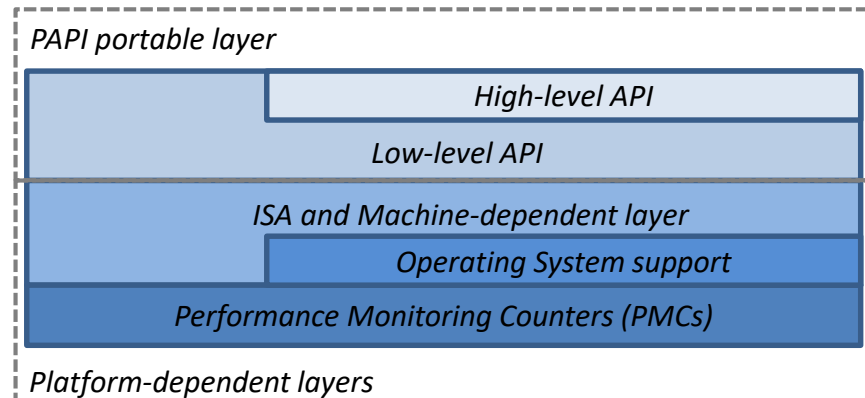 PAPI portable layer
High-level API
Low-level API
ISA and Machine-dependent layer
Operating System support
Performance Monitoring Counters (PMCs)
Platform-dependent layers